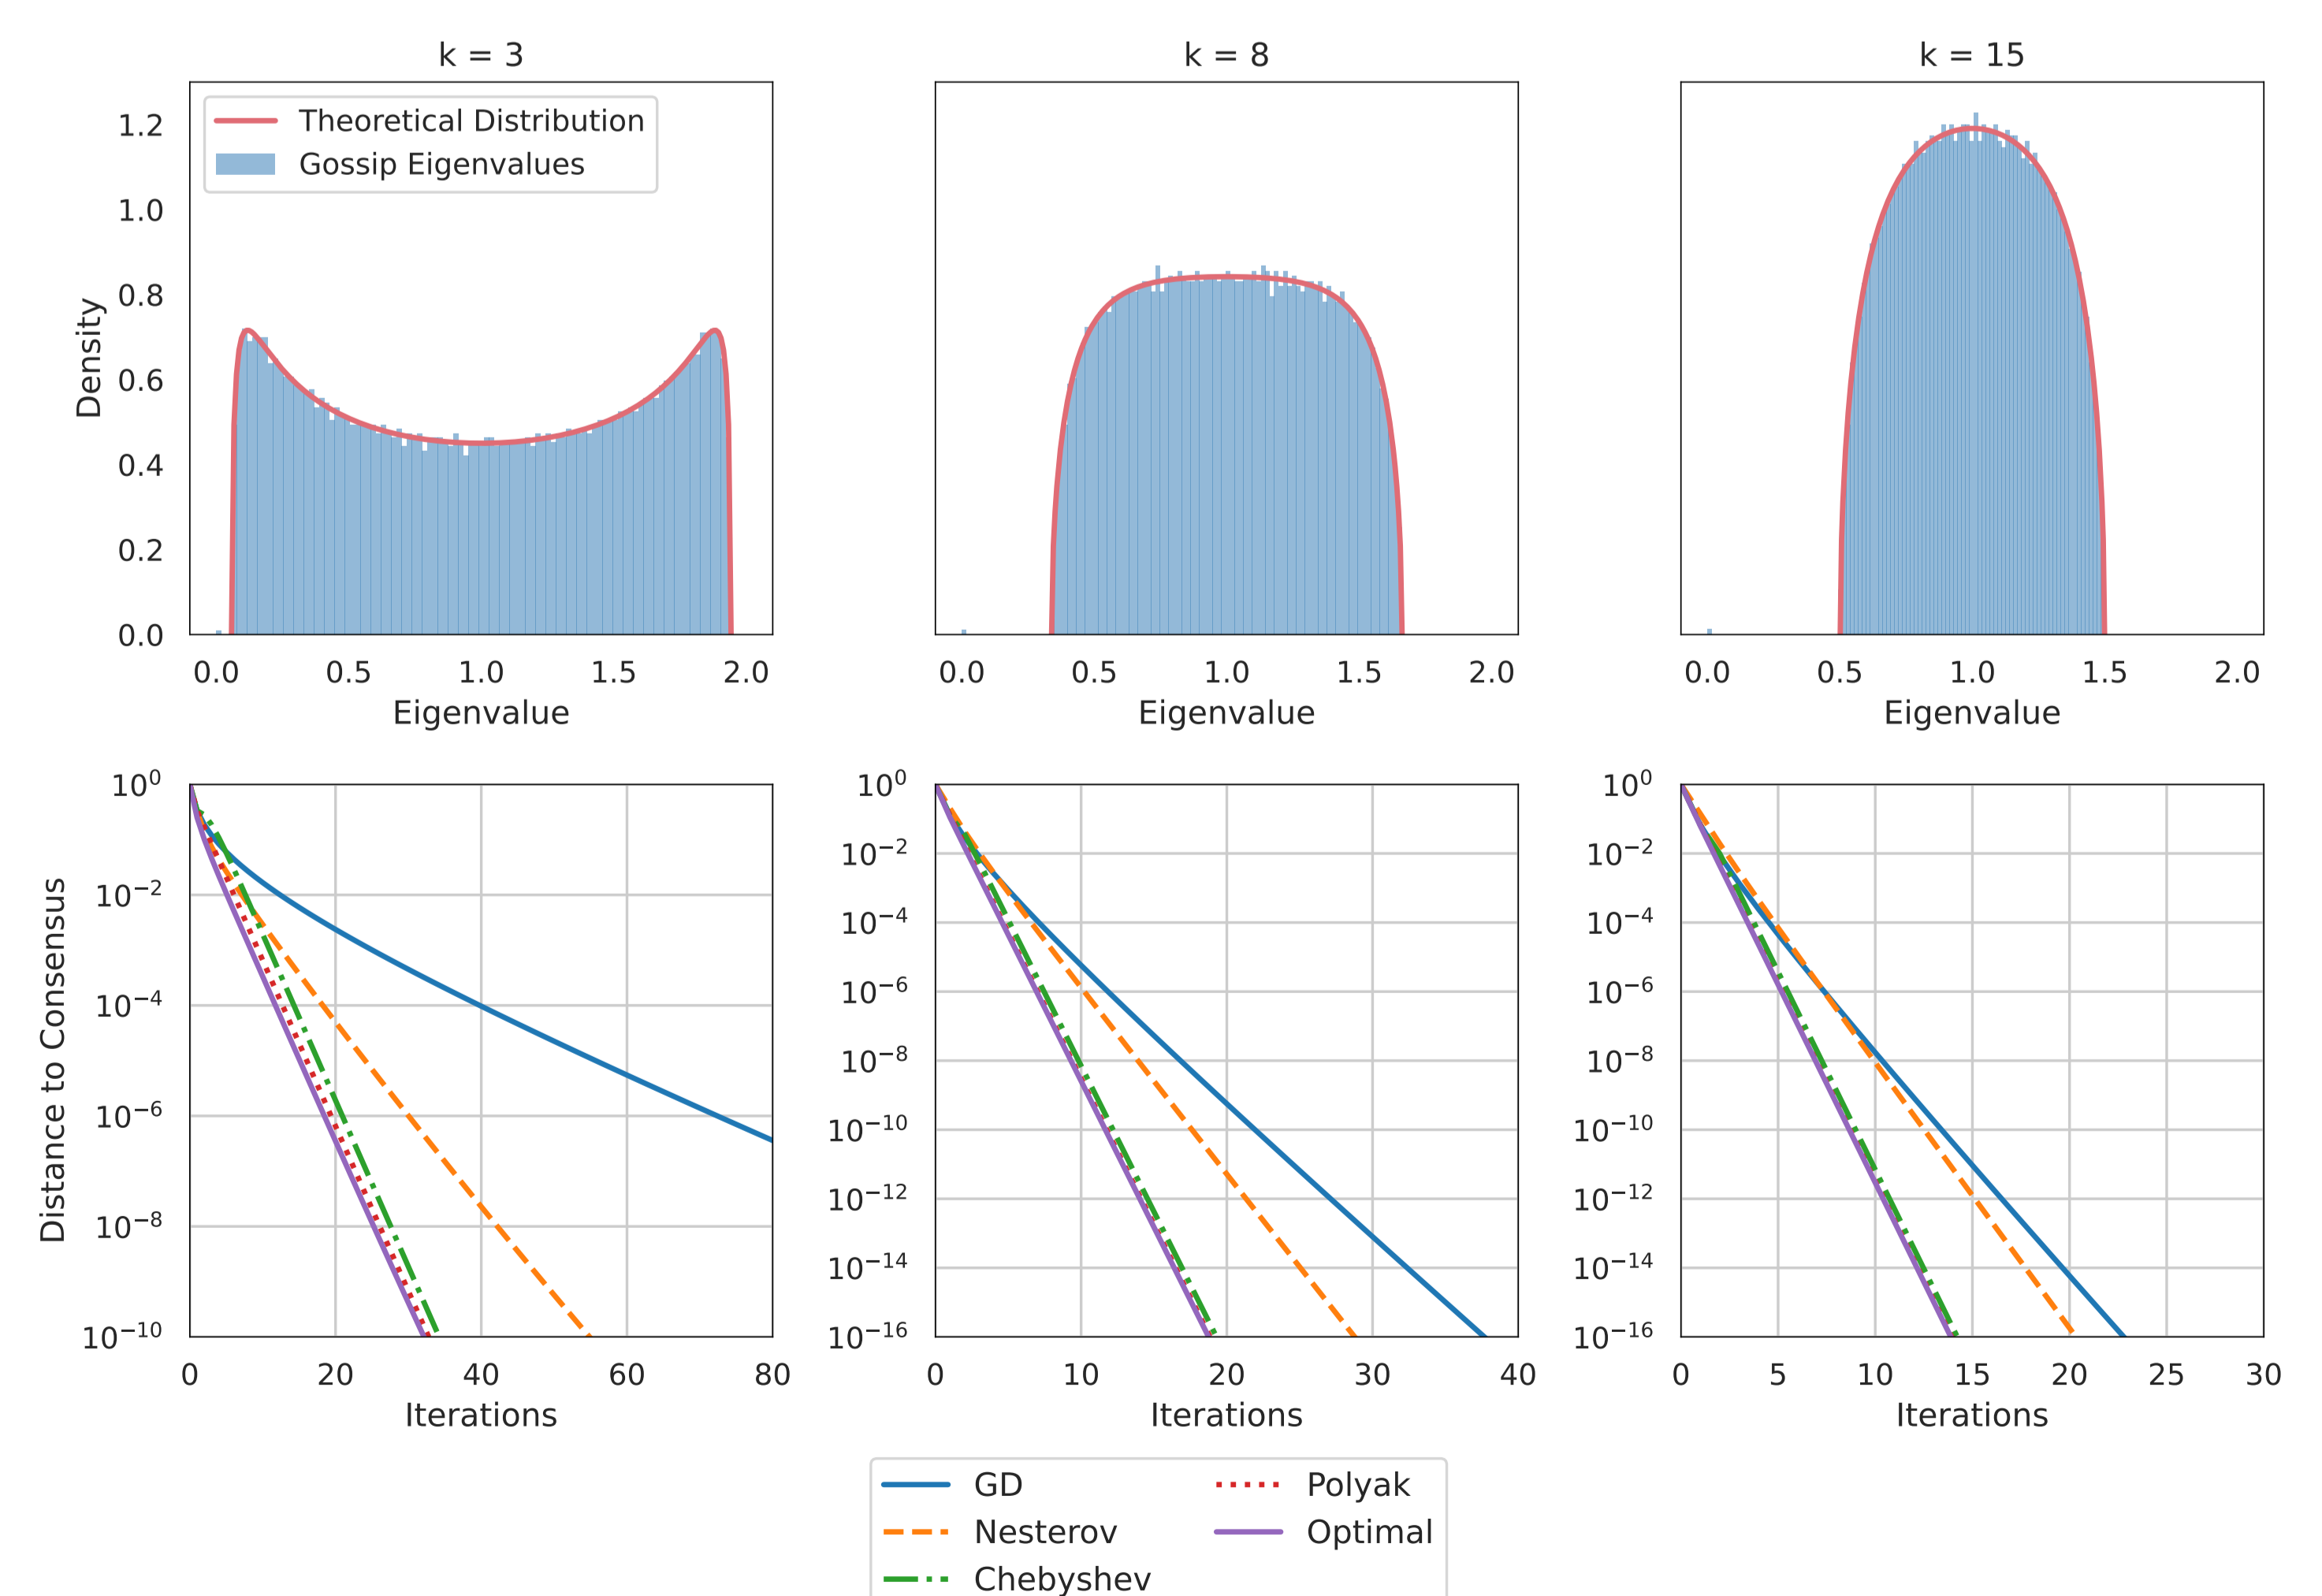 k = 3
k = 8
k = 15
Theoretical Distribution
Gossip Eigenvalues
Density
1.2
1.0
0.8
0.6
0.4
0.2
0.0
0.0 0.5 1.0 1.5 2.0
0.0 0.5 1.0 1.5 2.0
0.0 0.5 1.0 1.5 2.0
Eigenvalue
Eigenvalue
Eigenvalue
Distance to Consensus
10⁰
10⁻²
10⁻⁴
10⁻⁶
10⁻⁸
10⁻¹⁰
0 20 40 60 80
Iterations
10⁰
10⁻²
10⁻⁴
10⁻⁶
10⁻⁸
10⁻¹⁰
10⁻¹²
10⁻¹⁴
10⁻¹⁶
0 10 20 30 40
Iterations
10⁰
10⁻²
10⁻⁴
10⁻⁶
10⁻⁸
10⁻¹⁰
10⁻¹²
10⁻¹⁴
10⁻¹⁶
0 5 10 15 20 25 30
Iterations
GD
Nesterov
Chebyshev
Polyak
Optimal